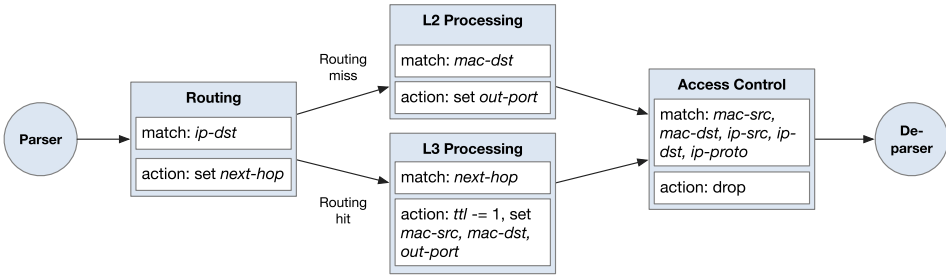 Parser
Routing
match: ip-dst
action: set next-hop
Routing
miss
Routing
hit
L2 Processing
match: mac-dst
action: set out-port
L3 Processing
match: next-hop
action: ttl -= 1, set
mac-src, mac-dst,
out-port
Access Control
match: mac-src,
mac-dst, ip-src, ip-
dst, ip-proto
action: drop
De-
parser